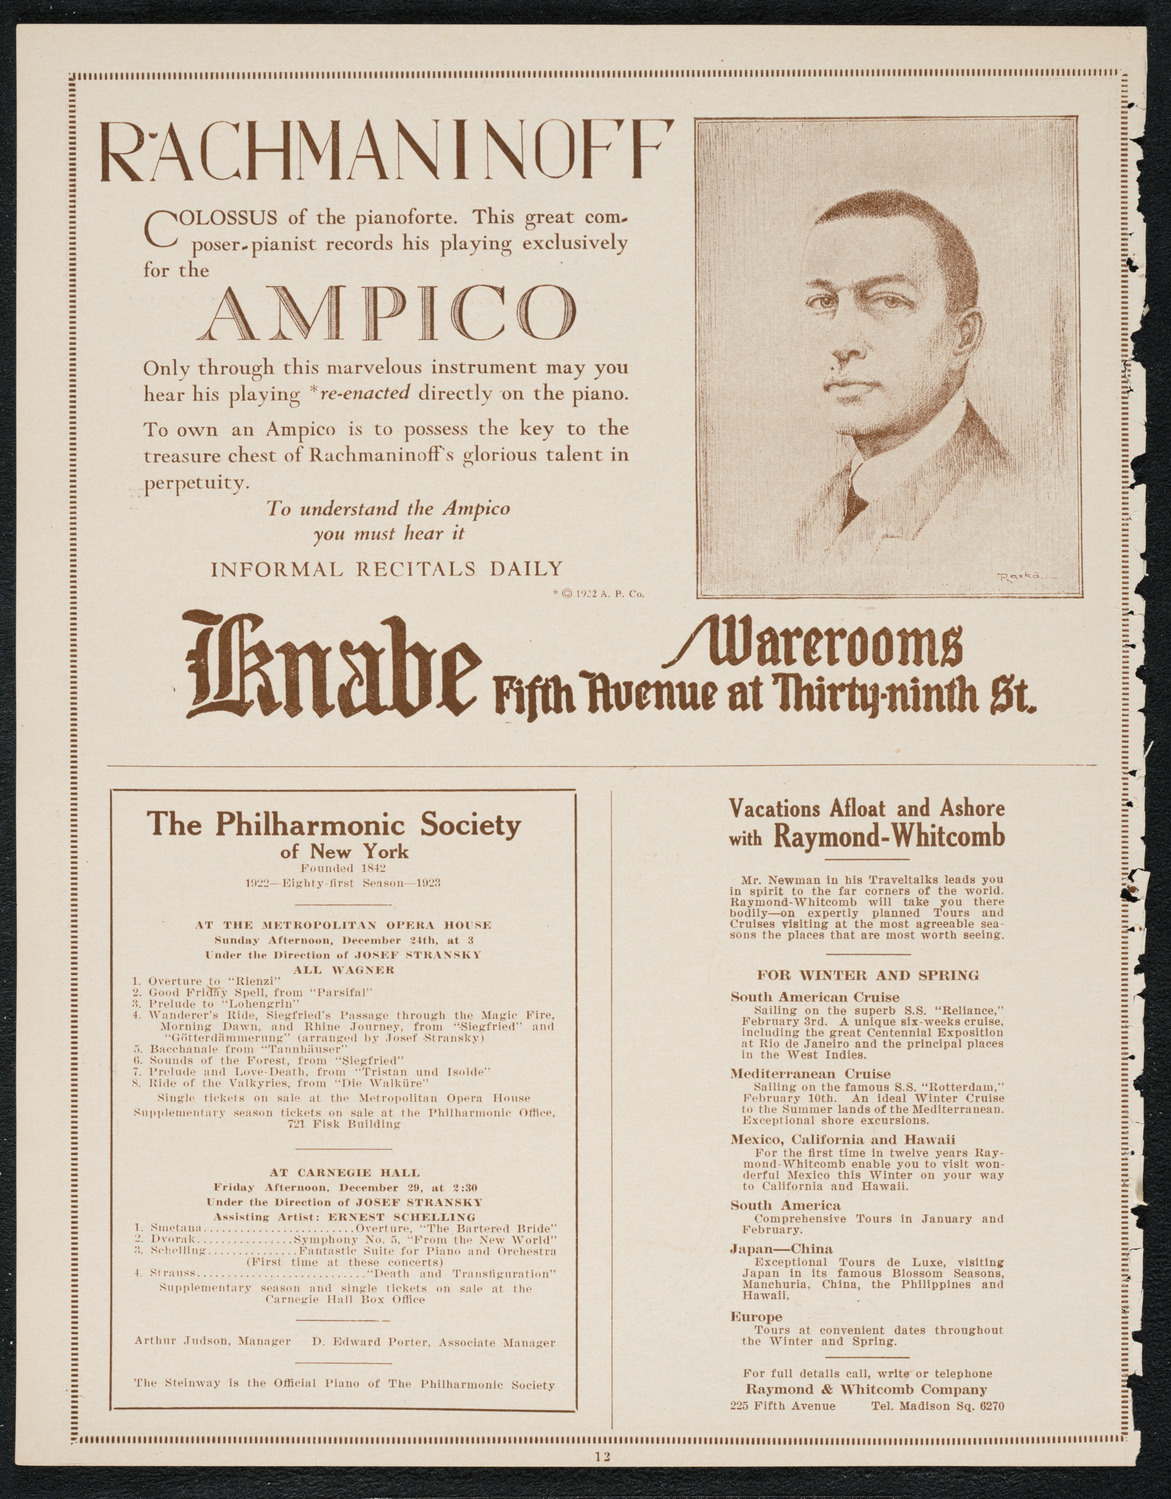 RACHMANINOFF
COLOSSUS of the pianoforte. This great com-
poser-pianist records his playing exclusively
for the
AMPICO
Only through this marvelous instrument may you
hear his playing *re-enacted directly on the piano.
To own an Ampico is to possess the key to the
treasure chest of Rachmaninoff's glorious talent in
perpetuity.
To understand the Ampico
you must hear it
INFORMAL RECITALS DAILY
* © 1922 A. P. Co.
Rasko
Knabe Warerooms
Fifth Avenue at Thirty-ninth St.
The Philharmonic Society
of New York
Founded 1842
1922—Eighty-first Season—1923
AT THE METROPOLITAN OPERA HOUSE
Sunday Afternoon, December 24th, at 3
Under the Direction of JOSEF STRANSKY
ALL WAGNER
1. Overture to "Rienzi"
2. Good Friday Spell, from "Parsifal"
3. Prelude to "Lohengrin"
4. Wanderer's Ride, Siegfried's Passage through the Magic Fire,
Morning Dawn, and Rhine Journey, from "Siegfried" and
"Götterdämmerung" (arranged by Josef Stransky)
5. Bacchanale from "Tannhäuser"
6. Sounds of the Forest, from "Siegfried"
7. Prelude and Love-Death, from "Tristan und Isolde"
8. Ride of the Valkyries, from "Die Walküre"
Single tickets on sale at the Metropolitan Opera House
Supplementary season tickets on sale at the Philharmonic Office,
721 Fisk Building
AT CARNEGIE HALL
Friday Afternoon, December 29, at 2:30
Under the Direction of JOSEF STRANSKY
Assisting Artist: ERNEST SCHELLING
1. Smetana.........................Overture, "The Bartered Bride"
2. Dvorak................Symphony No. 5, "From the New World"
3. Schelling...............Fantastic Suite for Piano and Orchestra
(First time at these concerts)
4. Strauss............................"Death and Transfiguration"
Supplementary season and single tickets on sale at the
Carnegie Hall Box Office
Arthur Judson, Manager D. Edward Porter, Associate Manager
The Steinway is the Official Piano of The Philharmonic Society
Vacations Afloat and Ashore
with Raymond-Whitcomb
Mr. Newman in his Traveltalks leads you
in spirit to the far corners of the world.
Raymond-Whitcomb will take you there
bodily—on expertly planned Tours and
Cruises visiting at the most agreeable sea-
sons the places that are most worth seeing.
FOR WINTER AND SPRING
South American Cruise
Sailing on the superb S.S. "Reliance,"
February 3rd. A unique six-weeks cruise,
including the great Centennial Exposition
at Rio de Janeiro and the principal places
in the West Indies.
Mediterranean Cruise
Sailing on the famous S.S. "Rotterdam,"
February 10th. An ideal Winter Cruise
to the Summer lands of the Mediterranean.
Exceptional shore excursions.
Mexico, California and Hawaii
For the first time in twelve years Ray-
mond-Whitcomb enable you to visit won-
derful Mexico this Winter on your way
to California and Hawaii.
South America
Comprehensive Tours in January and
February.
Japan—China
Exceptional Tours de Luxe, visiting
Japan in its famous Blossom Seasons,
Manchuria, China, the Philippines and
Hawaii.
Europe
Tours at convenient dates throughout
the Winter and Spring.
For full details call, write or telephone
Raymond & Whitcomb Company
225 Fifth Avenue Tel. Madison Sq. 6270
12